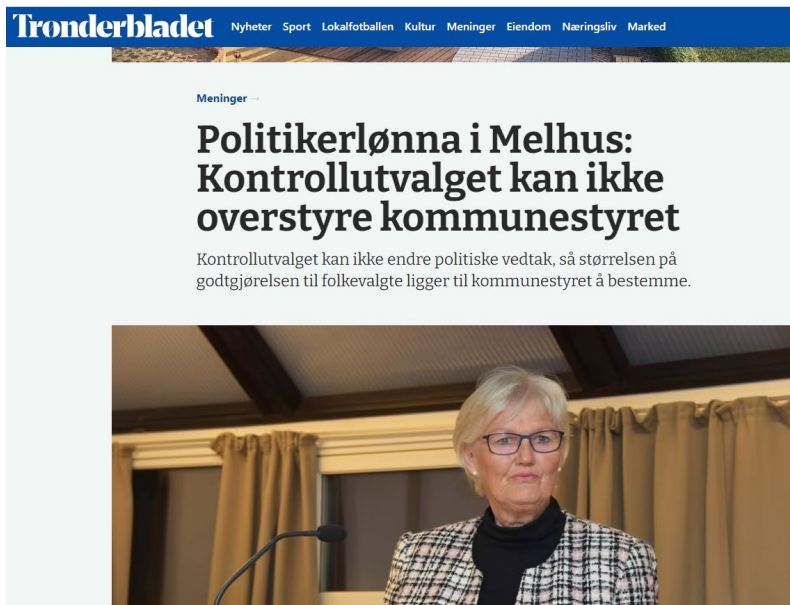 Trønderbladet
Nyheter Sport Lokalfotballen Kultur Meninger Eiendom Næringsliv Marked
Meninger →
Politikerlønna i Melhus:
Kontrollutvalget kan ikke
overstyre kommunestyret
Kontrollutvalget kan ikke endre politiske vedtak, så størrelsen på
godtgjørelsen til folkevalgte ligger til kommunestyret å bestemme.